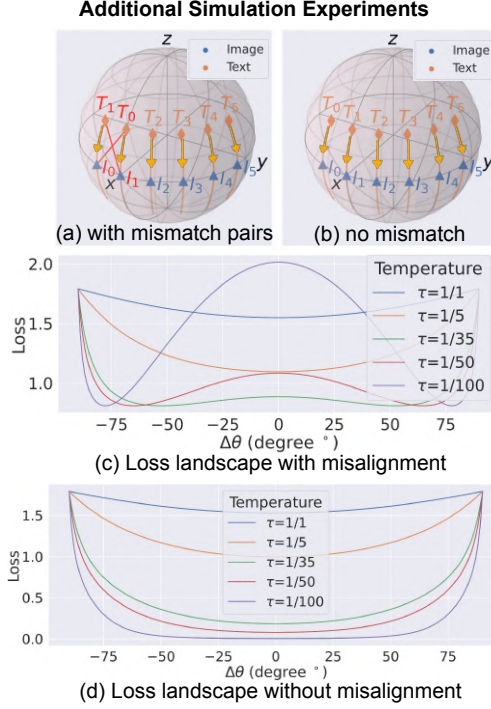 Additional Simulation Experiments
z
Image
Text
T₁ T₀ T₂ T₃ T₄ T₅
y
I₀ I₁ I₂ I₃ I₄ I₅
x
(a) with mismatch pairs
z
Image
Text
T₀ T₁ T₂ T₃ T₄ T₅
y
I₀ I₁ I₂ I₃ I₄ I₅
x
(b) no mismatch
2.0
1.5
1.0
Loss
Temperature
τ=1/1
τ=1/5
τ=1/35
τ=1/50
τ=1/100
−75 −50 −25 0 25 50 75
Δθ (degree °)
(c) Loss landscape with misalignment
1.5
1.0
0.5
0.0
Loss
Temperature
τ=1/1
τ=1/5
τ=1/35
τ=1/50
τ=1/100
−75 −50 −25 0 25 50 75
Δθ (degree °)
(d) Loss landscape without misalignment